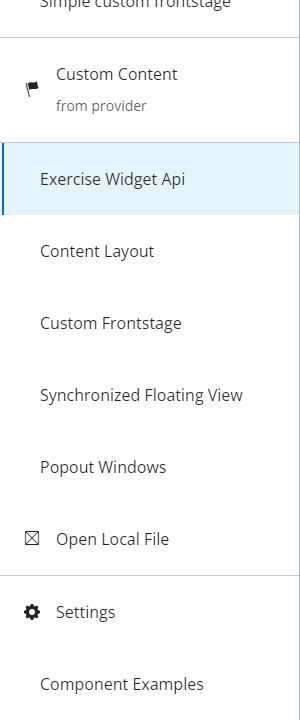 Simple custom frontstage
Custom Content
from provider
Exercise Widget Api
Content Layout
Custom Frontstage
Synchronized Floating View
Popout Windows
Open Local File
Settings
Component Examples